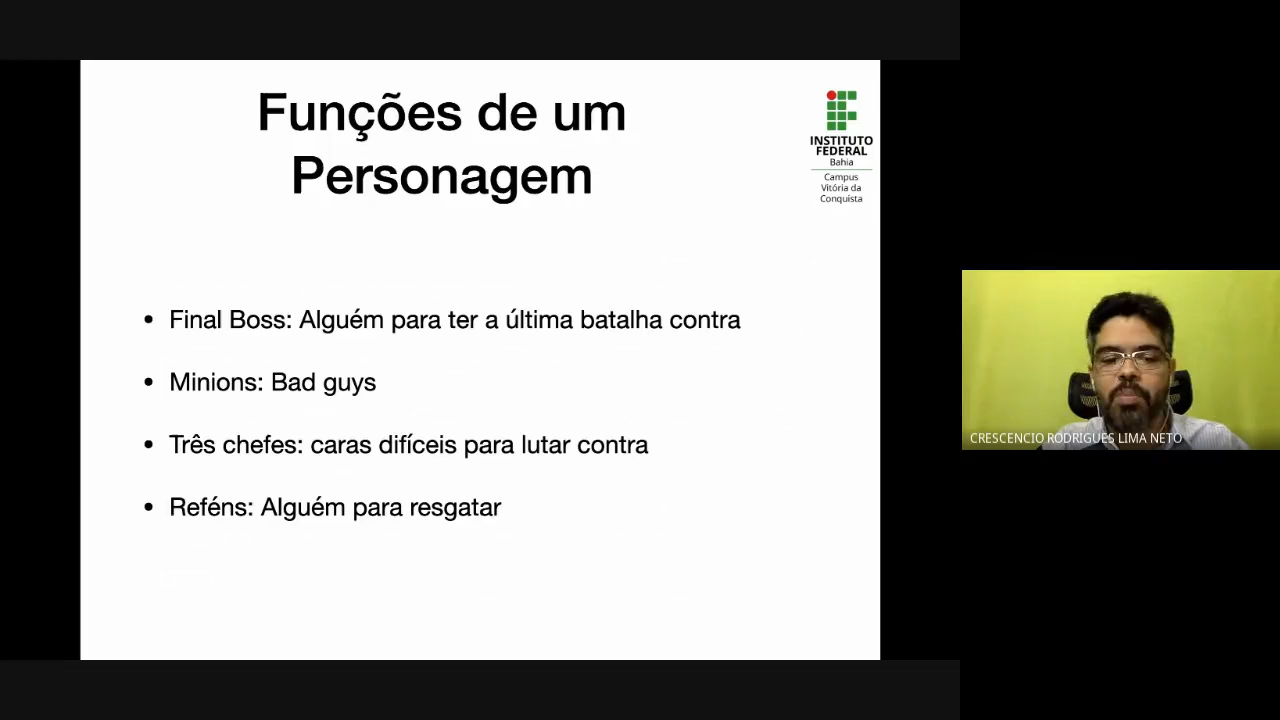 Funções de um
Personagem
INSTITUTO
FEDERAL
Bahia
Campus
Vitória da
Conquista
• Final Boss: Alguém para ter a última batalha contra
• Minions: Bad guys
• Três chefes: caras difíceis para lutar contra
• Reféns: Alguém para resgatar
CRESCENCIO RODRIGUES LIMA NETO